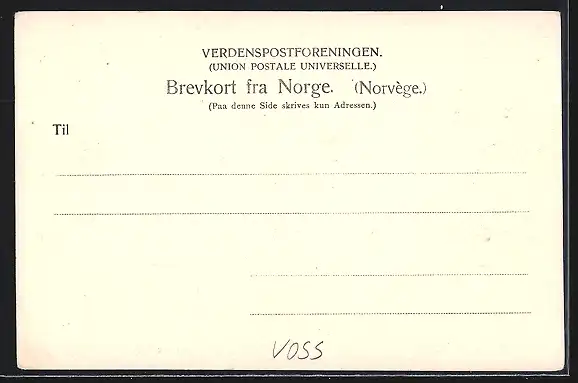 VERDENSPOSTFORENINGEN.
(UNION POSTALE UNIVERSELLE.)
Brevkort fra Norge. (Norvège.)
(Paa denne Side skrives kun Adressen.)
Til
VOSS